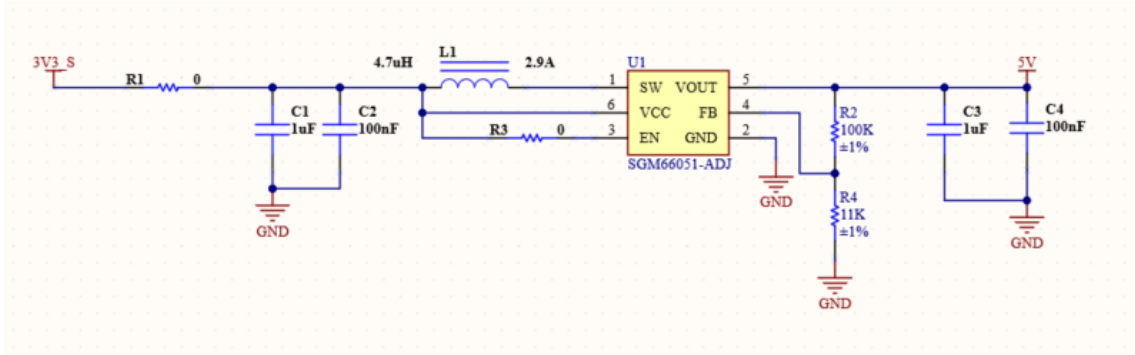 3V3_S
R1 0
C1
1uF
C2
100nF
GND
4.7uH L1 2.9A
R3 0
U1
1 SW VOUT 5
6 VCC FB 4
3 EN GND 2
SGM66051-ADJ
GND
R2
100K
±1%
R4
11K
±1%
GND
C3
1uF
5V
C4
100nF
GND